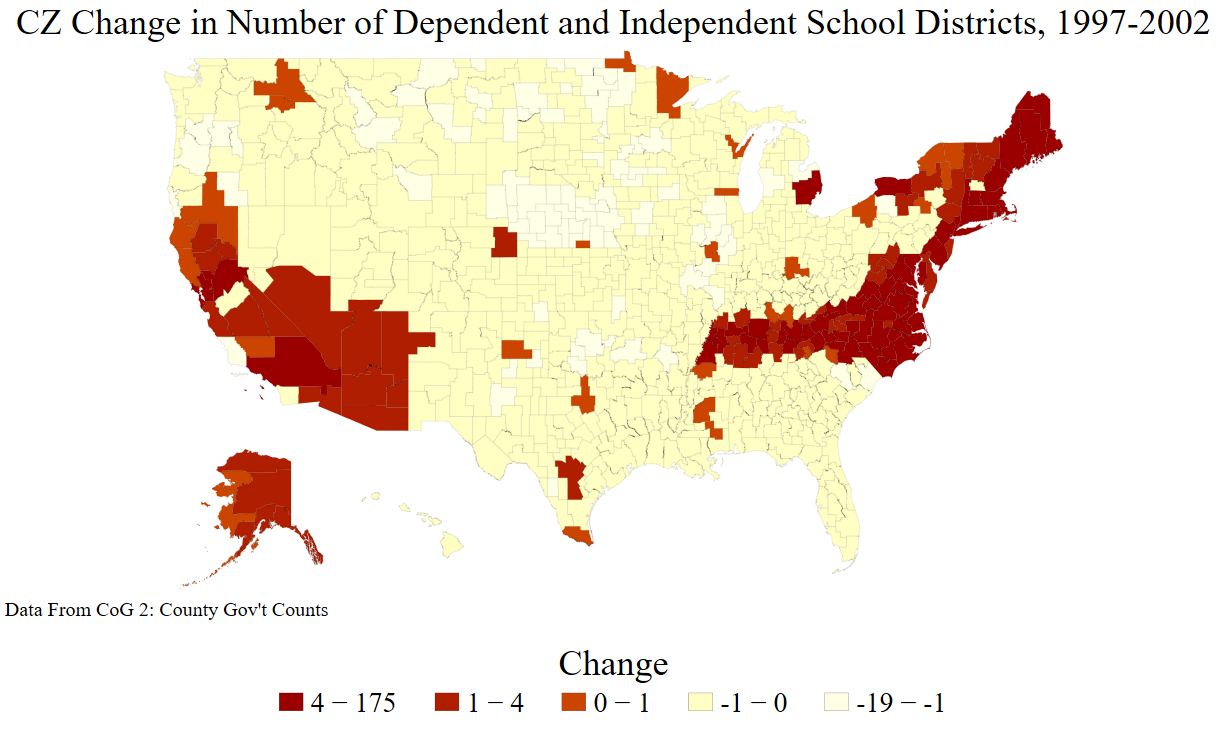 CZ Change in Number of Dependent and Independent School Districts, 1997-2002
Data From CoG 2: County Gov't Counts
Change
4 − 175 1 − 4 0 − 1 -1 − 0 -19 − -1